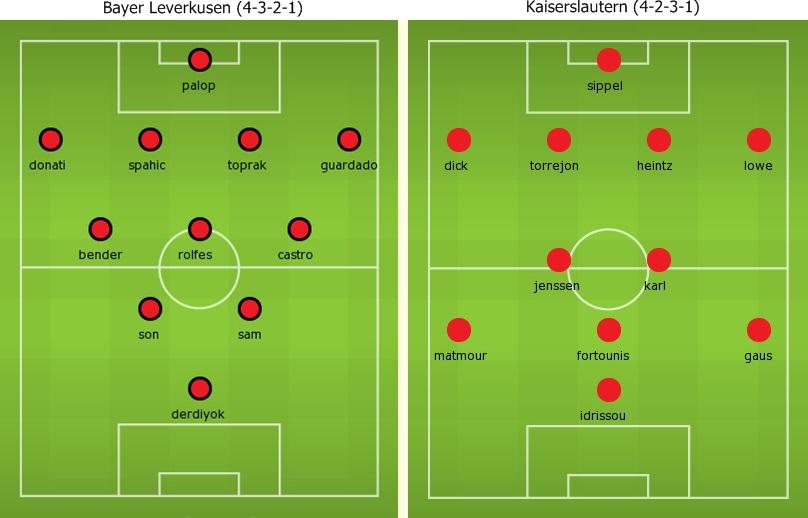 Bayer Leverkusen (4-3-2-1)
palop
donati spahic toprak guardado
bender rolfes castro
son sam
derdiyok
Kaiserslautern (4-2-3-1)
sippel
dick torrejon heintz lowe
jenssen karl
matmour fortounis gaus
idrissou